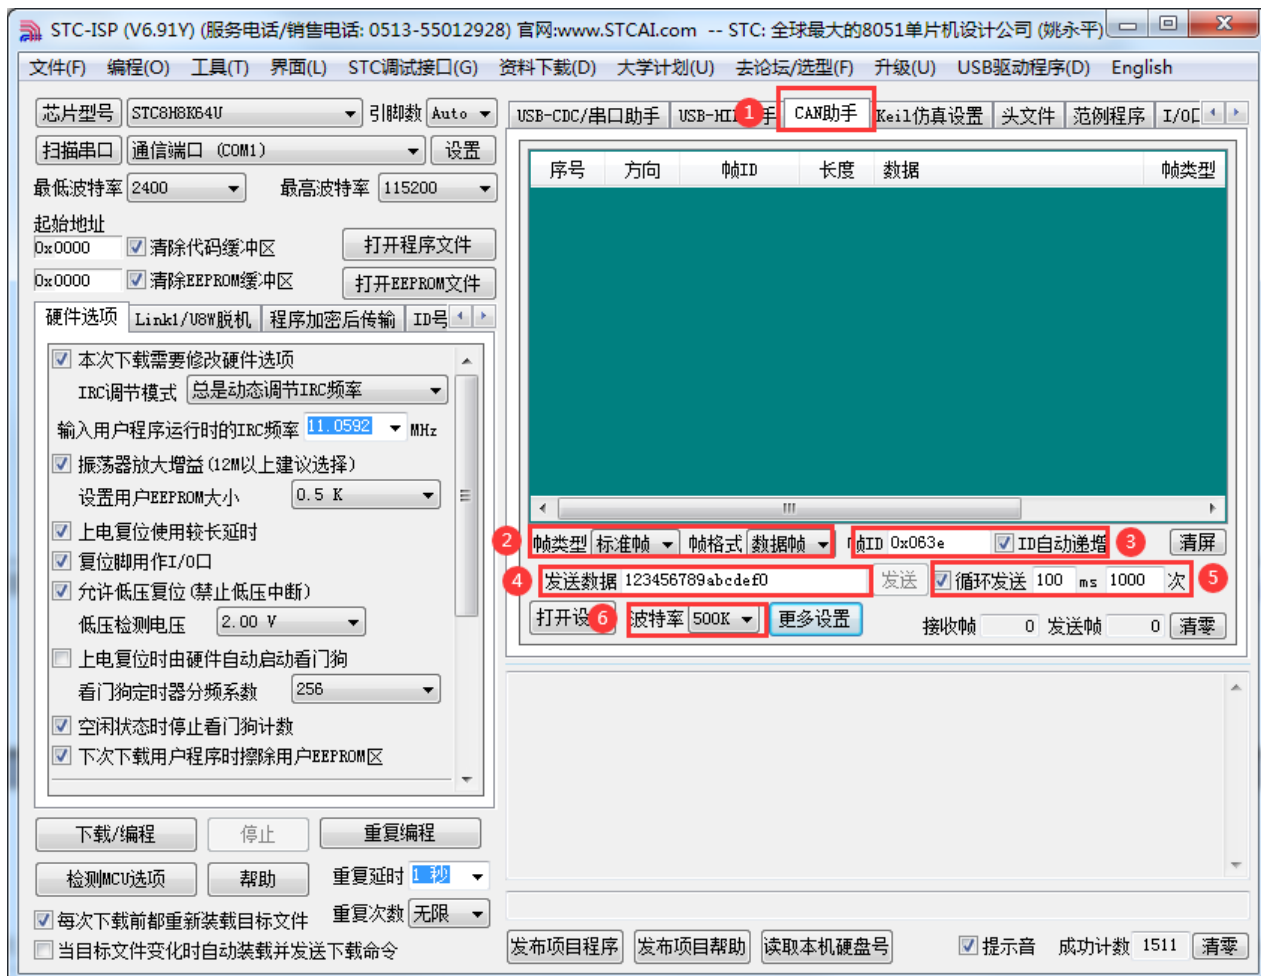 STC-ISP (V6.91Y) (服务电话/销售电话: 0513-55012928) 官网:www.STCAI.com -- STC: 全球最大的8051单片机设计公司 (姚永平)
文件(F) 编程(O) 工具(T) 界面(L) STC调试接口(G) 资料下载(D) 大学计划(U) 去论坛/选型(F) 升级(U) USB驱动程序(D) English
芯片型号 STC8H8K64U 引脚数 Auto
扫描串口 通信端口 (COM1) 设置
最低波特率 2400 最高波特率 115200
起始地址
0x0000 清除代码缓冲区 打开程序文件
0x0000 清除EEPROM缓冲区 打开EEPROM文件
硬件选项 Link1/U8W脱机 程序加密后传输 ID号
本次下载需要修改硬件选项
IRC调节模式 总是动态调节IRC频率
输入用户程序运行时的IRC频率 11.0592 MHz
振荡器放大增益(12M以上建议选择)
设置用户EEPROM大小 0.5 K
上电复位使用较长延时
复位脚用作I/O口
允许低压复位(禁止低压中断)
低压检测电压 2.00 V
上电复位时由硬件自动启动看门狗
看门狗定时器分频系数 256
空闲状态时停止看门狗计数
下次下载用户程序时擦除用户EEPROM区
下载/编程 停止 重复编程
检测MCU选项 帮助 重复延时 1 秒
每次下载前都重新装载目标文件 重复次数 无限
当目标文件变化时自动装载并发送下载命令
USB-CDC/串口助手 USB-HI 1 手 CAN助手 Keil仿真设置 头文件 范例程序 I/O
序号 方向 帧ID 长度 数据 帧类型
2 帧类型 标准帧 帧格式 数据帧 帧ID 0x063e ID自动递增 3 清屏
4 发送数据 123456789abcdef0 发送 循环发送 100 ms 1000 次 5
打开设 6 波特率 500K 更多设置 接收帧 0 发送帧 0 清零
发布项目程序 发布项目帮助 读取本机硬盘号 提示音 成功计数 1511 清零